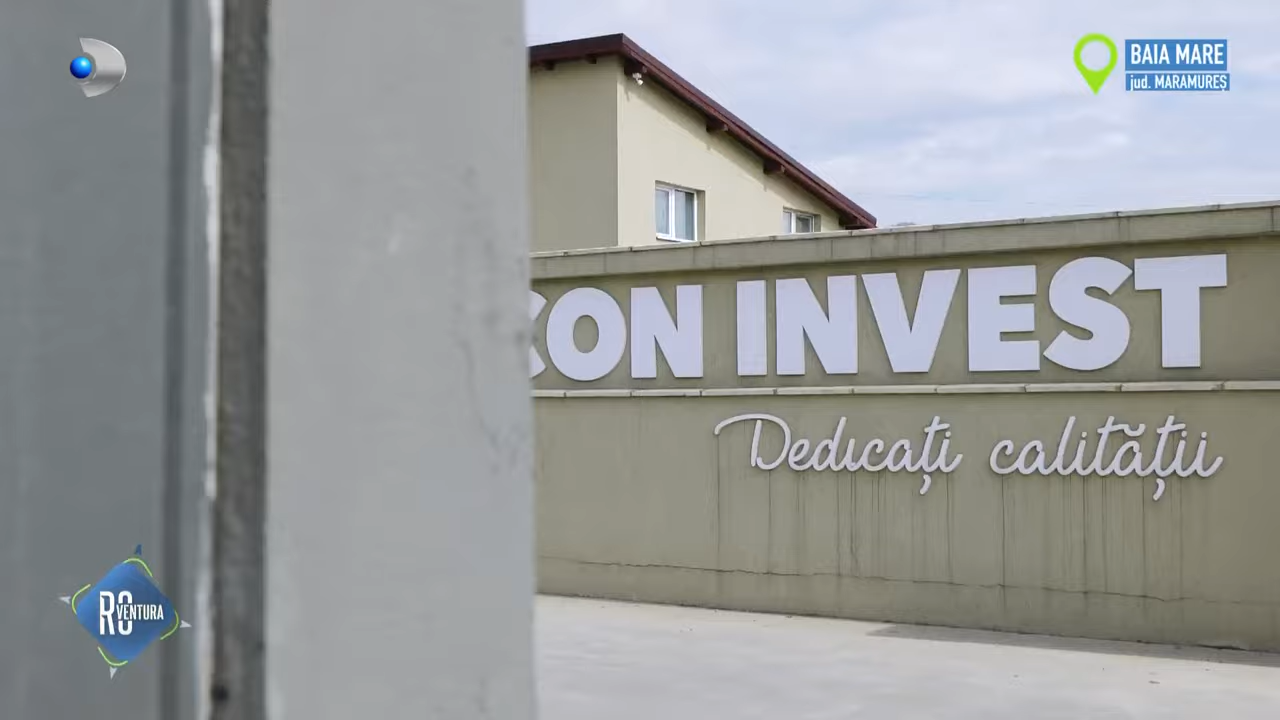 BAIA MARE
jud. MARAMUREȘ
CON INVEST
Dedicați calității
RO
VENTURA